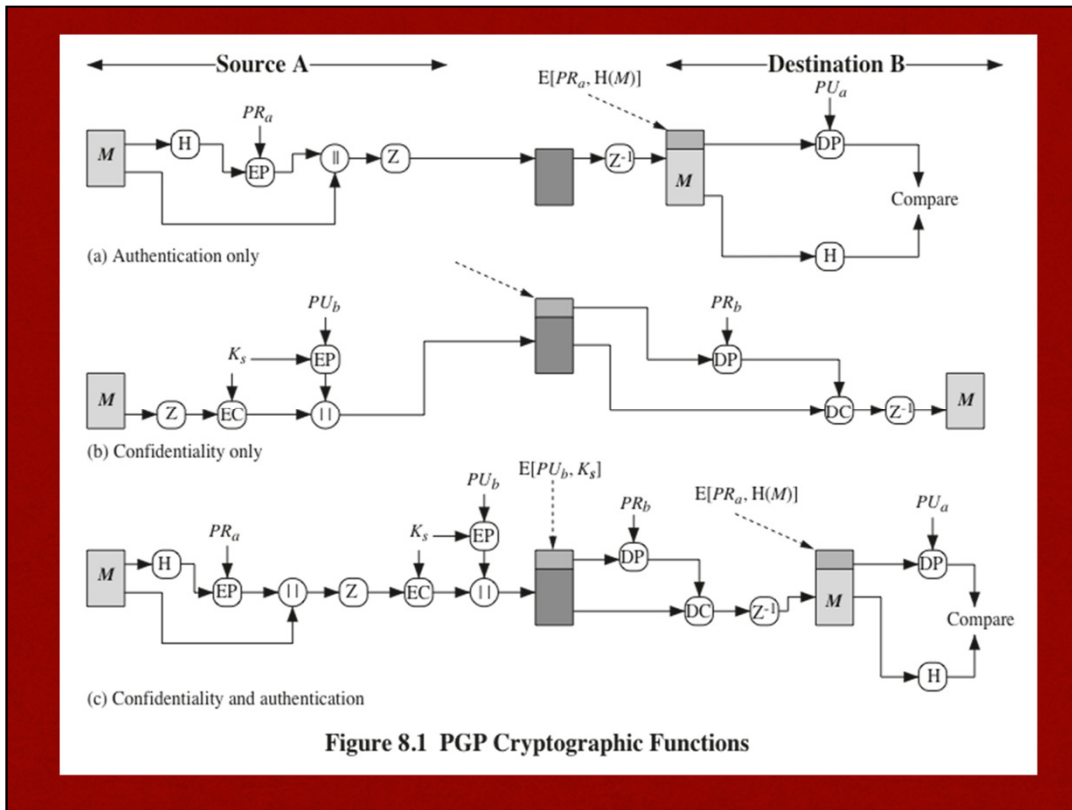 Source A
Destination B
E[PRa, H(M)]
PUa
PRa
M
H
EP
||
Z
Z-1
M
DP
Compare
H
(a) Authentication only
PUb
Ks
EP
M
Z
EC
||
PRb
DP
DC
Z-1
M
(b) Confidentiality only
E[PUb, Ks]
PUb
PRb
E[PRa, H(M)]
PUa
PRa
Ks
EP
M
H
EP
||
Z
EC
||
DP
DC
Z-1
M
DP
Compare
H
(c) Confidentiality and authentication
Figure 8.1 PGP Cryptographic Functions